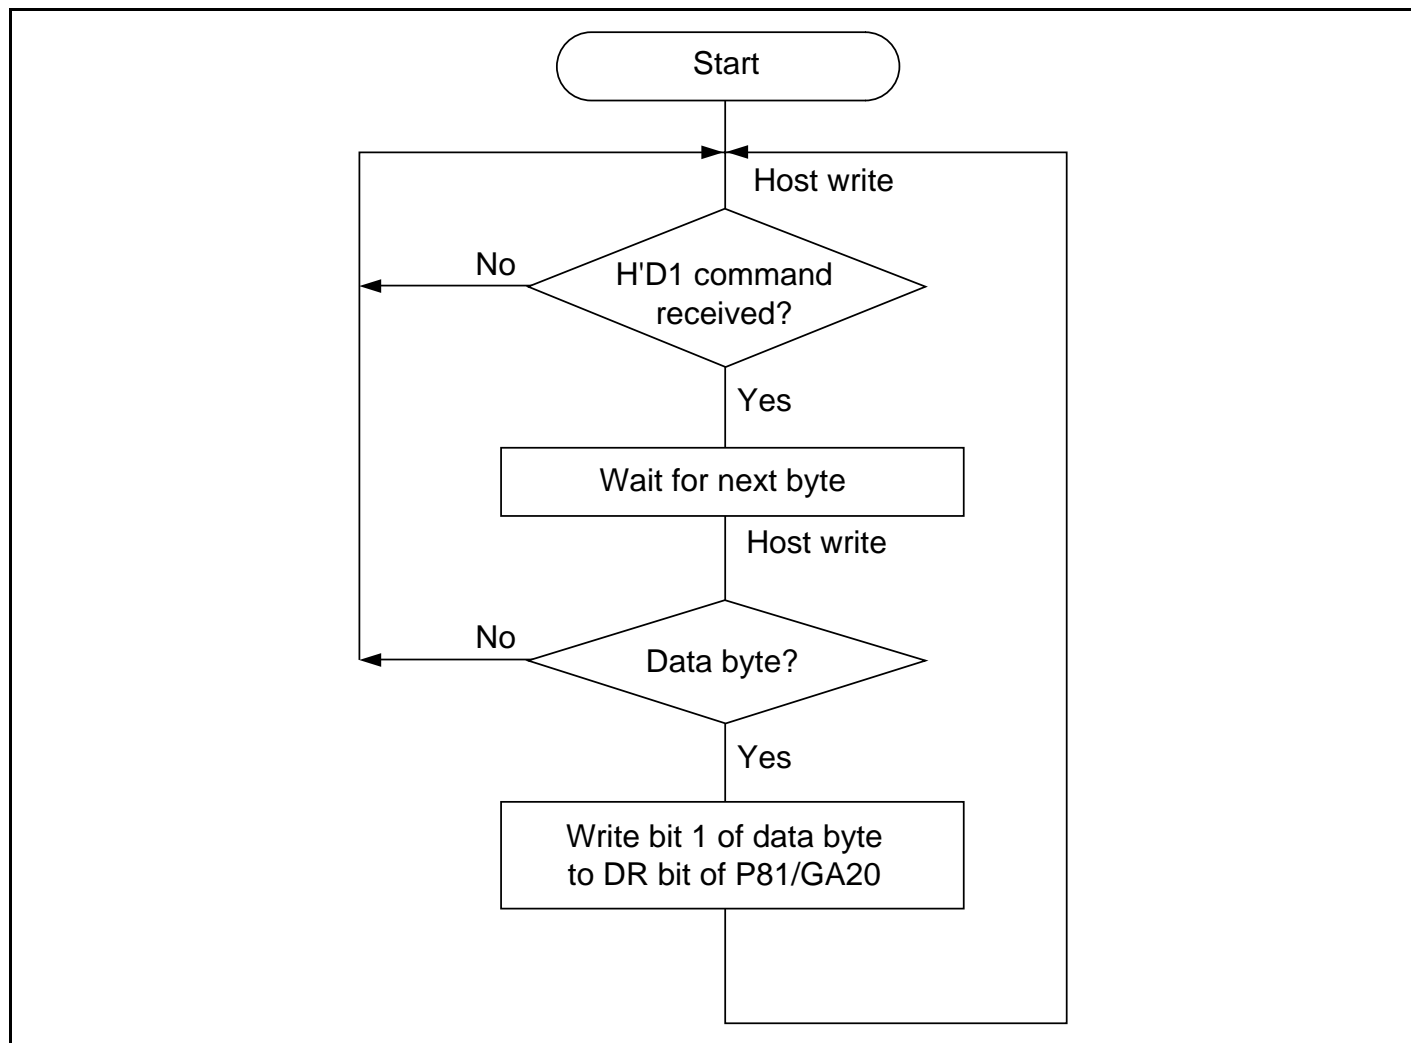 Start
Host write
No
H'D1 command
received?
Yes
Wait for next byte
Host write
No
Data byte?
Yes
Write bit 1 of data byte
to DR bit of P81/GA20